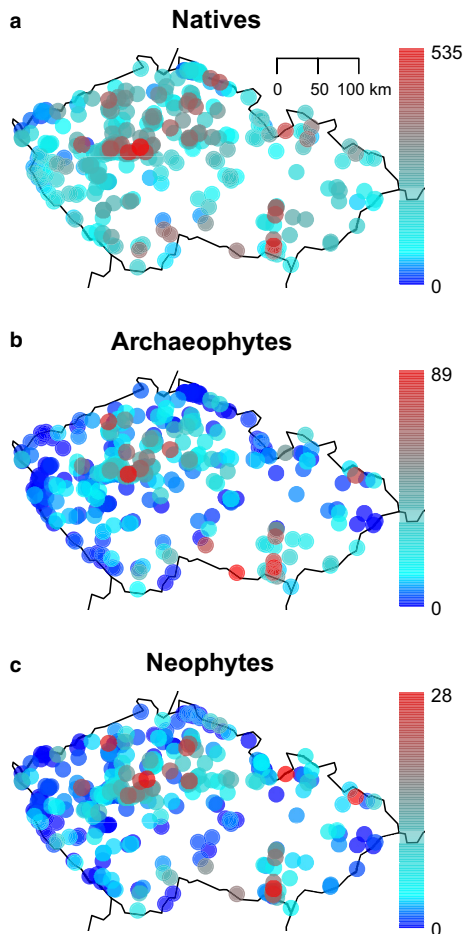 a
Natives
535
0 50 100 km
0
b
Archaeophytes
89
0
c
Neophytes
28
0